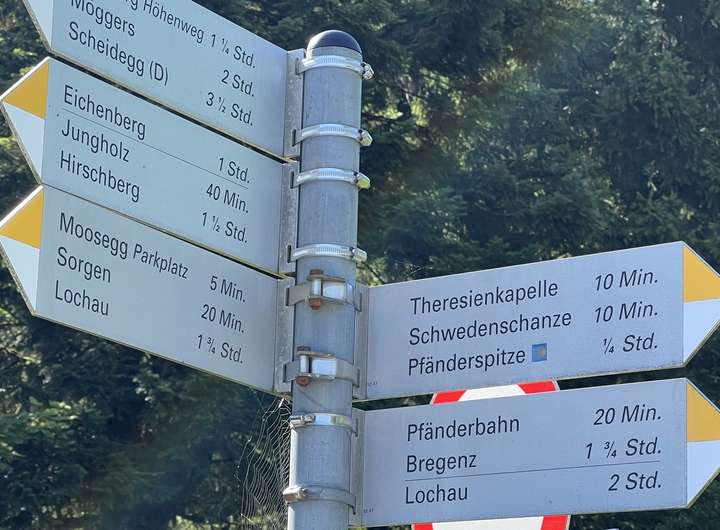 Höhenweg 1 ¼ Std.
Möggers 2 Std.
Scheidegg (D) 3 ½ Std.
Eichenberg 1 Std.
Jungholz 40 Min.
Hirschberg 1 ½ Std.
Moosegg Parkplatz 5 Min.
Sorgen 20 Min.
Lochau 1 ¾ Std.
Theresienkapelle 10 Min.
Schwedenschanze 10 Min.
Pfänderspitze ¼ Std.
Pfänderbahn 20 Min.
Bregenz 1 ¾ Std.
Lochau 2 Std.